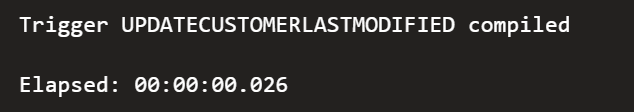 Trigger UPDATECUSTOMERLASTMODIFIED compiled
Elapsed: 00:00:00.026